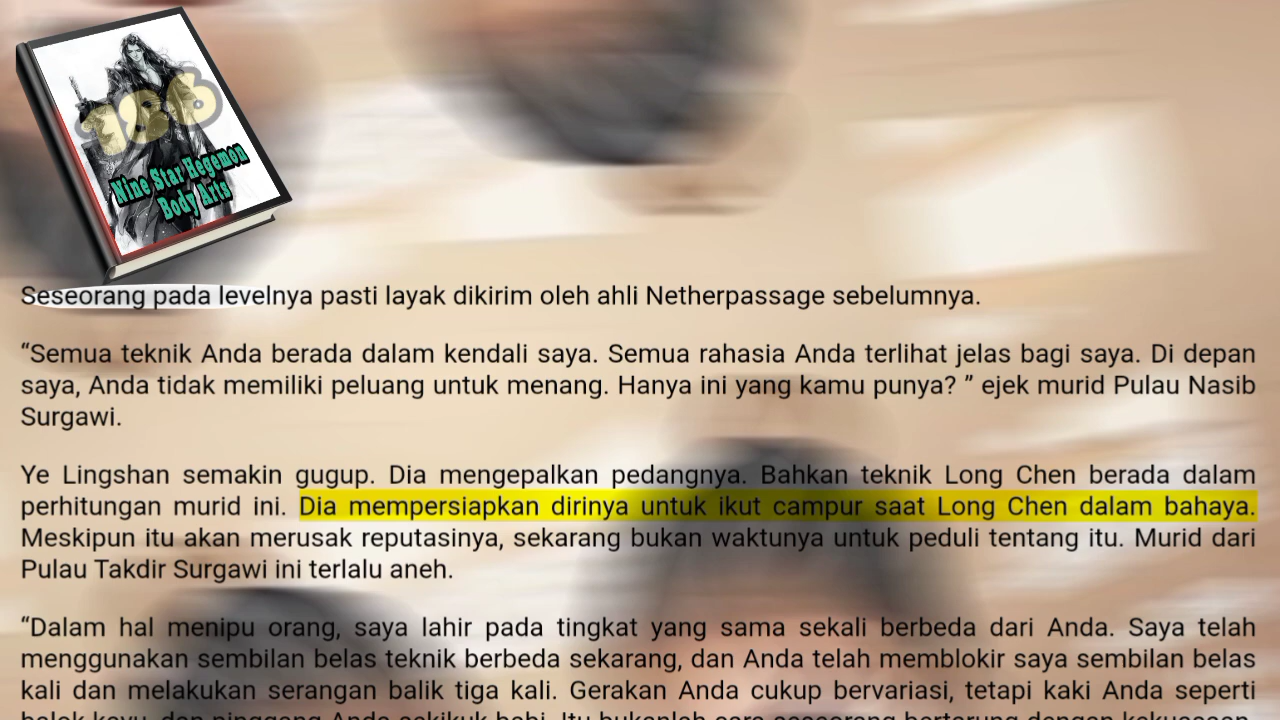 186
Nine Star Hegemon
Body Arts
Seseorang pada levelnya pasti layak dikirim oleh ahli Netherpassage sebelumnya.
“Semua teknik Anda berada dalam kendali saya. Semua rahasia Anda terlihat jelas bagi saya. Di depan
saya, Anda tidak memiliki peluang untuk menang. Hanya ini yang kamu punya? ” ejek murid Pulau Nasib
Surgawi.
Ye Lingshan semakin gugup. Dia mengepalkan pedangnya. Bahkan teknik Long Chen berada dalam
perhitungan murid ini. Dia mempersiapkan dirinya untuk ikut campur saat Long Chen dalam bahaya.
Meskipun itu akan merusak reputasinya, sekarang bukan waktunya untuk peduli tentang itu. Murid dari
Pulau Takdir Surgawi ini terlalu aneh.
“Dalam hal menipu orang, saya lahir pada tingkat yang sama sekali berbeda dari Anda. Saya telah
menggunakan sembilan belas teknik berbeda sekarang, dan Anda telah memblokir saya sembilan belas
kali dan melakukan serangan balik tiga kali. Gerakan Anda cukup bervariasi, tetapi kaki Anda seperti